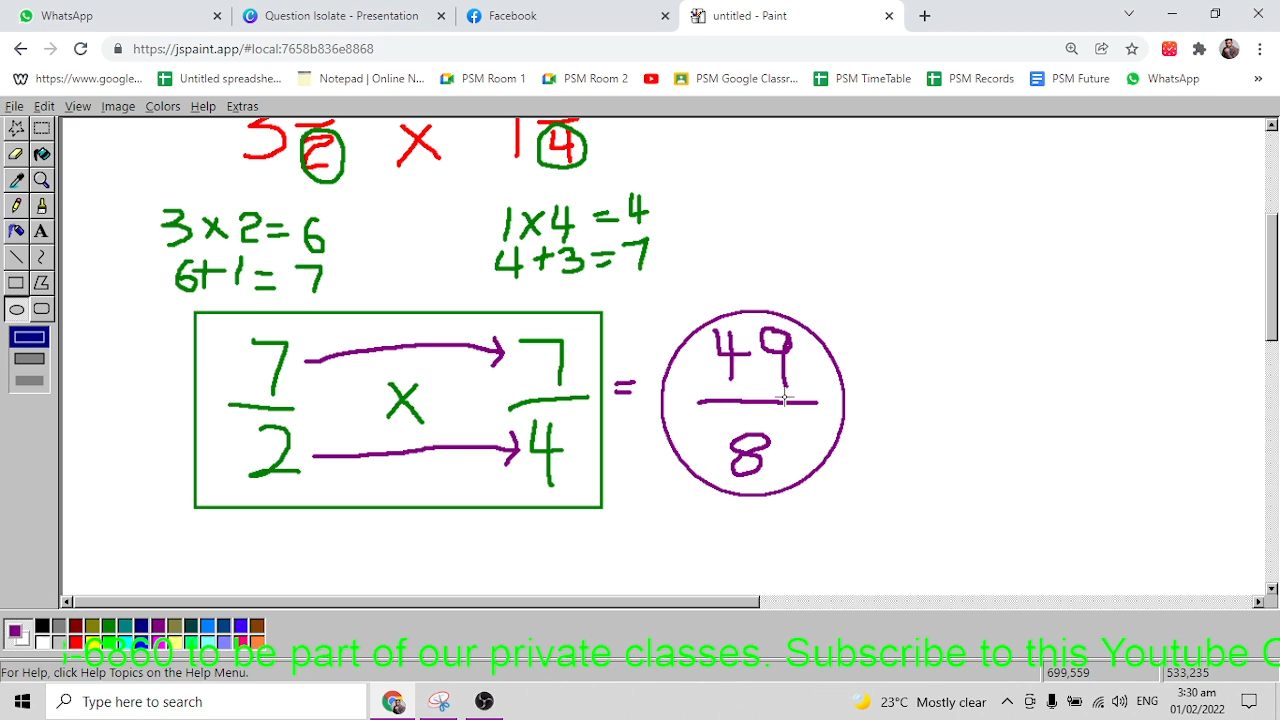 WhatsApp Question Isolate - Presentation Facebook untitled - Paint
https://jspaint.app/#local:7658b836e8868
https://www.google... Untitled spreadshe... Notepad | Online N... PSM Room 1 PSM Room 2 PSM Google Classr... PSM TimeTable PSM Records PSM Future WhatsApp »
File Edit View Image Colors Help Extras
2 X 1 4
3 x 2 = 6 1 x 4 = 4
6 + 1 = 7 4 + 3 = 7
7 7 49
x =
2 4 8
6860 to be part of our private classes. Subscribe to this Youtube C
For Help, click Help Topics on the Help Menu. 699,559 533,235
Type here to search 23°C Mostly clear ENG 3:30 am
01/02/2022